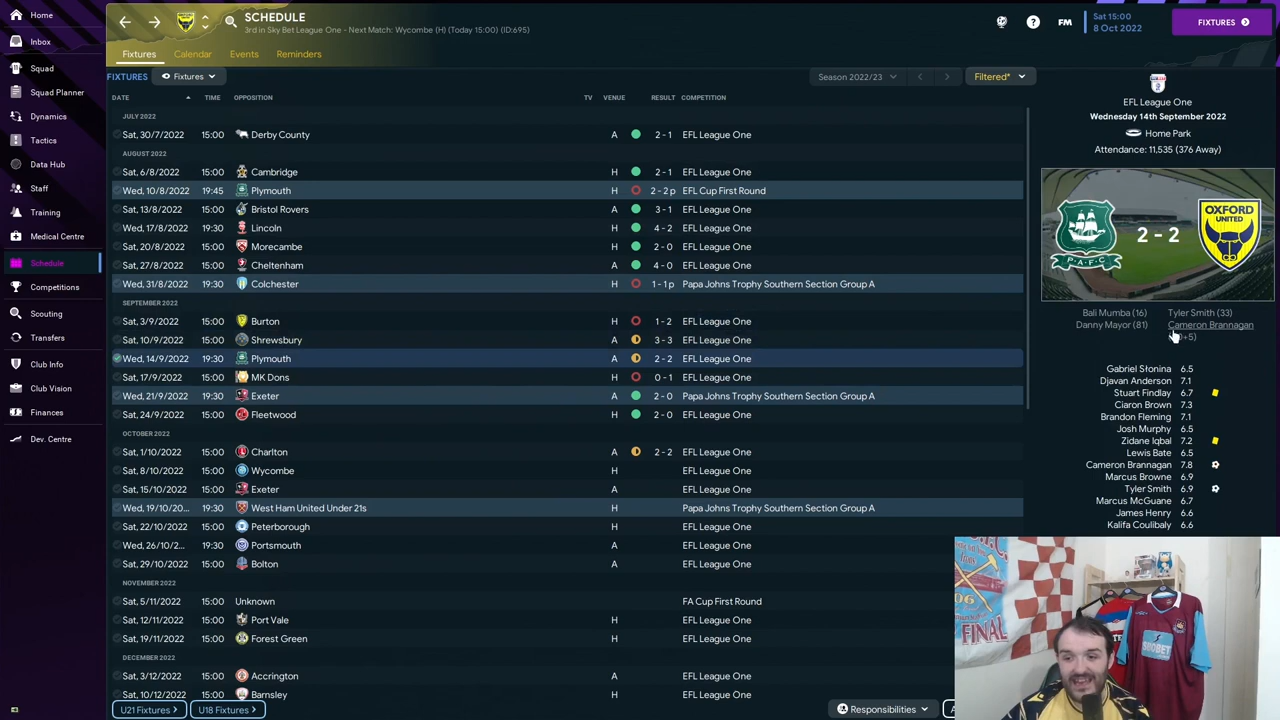 Home
Inbox
Squad
Squad Planner
Dynamics
Tactics
Data Hub
Staff
Training
Medical Centre
Schedule
Competitions
Scouting
Transfers
Club Info
Club Vision
Finances
Dev. Centre
SCHEDULE
3rd in Sky Bet League One - Next Match: Wycombe (H) (Today 15:00) (ID:695)
FM
Sat 15:00
8 Oct 2022
FIXTURES
Fixtures Calendar Events Reminders
FIXTURES Fixtures Season 2022/23 Filtered*
DATE TIME OPPOSITION TV VENUE RESULT COMPETITION
JULY 2022
Sat, 30/7/2022 15:00 Derby County A 2 - 1 EFL League One
AUGUST 2022
Sat, 6/8/2022 15:00 Cambridge H 2 - 1 EFL League One
Wed, 10/8/2022 19:45 Plymouth H 2 - 2 p EFL Cup First Round
Sat, 13/8/2022 15:00 Bristol Rovers A 3 - 1 EFL League One
Wed, 17/8/2022 19:30 Lincoln H 4 - 2 EFL League One
Sat, 20/8/2022 15:00 Morecambe H 2 - 0 EFL League One
Sat, 27/8/2022 15:00 Cheltenham A 4 - 0 EFL League One
Wed, 31/8/2022 19:30 Colchester H 1 - 1 p Papa Johns Trophy Southern Section Group A
SEPTEMBER 2022
Sat, 3/9/2022 15:00 Burton H 1 - 2 EFL League One
Sat, 10/9/2022 15:00 Shrewsbury A 3 - 3 EFL League One
Wed, 14/9/2022 19:30 Plymouth A 2 - 2 EFL League One
Sat, 17/9/2022 15:00 MK Dons H 0 - 1 EFL League One
Wed, 21/9/2022 19:30 Exeter A 2 - 0 Papa Johns Trophy Southern Section Group A
Sat, 24/9/2022 15:00 Fleetwood H 2 - 0 EFL League One
OCTOBER 2022
Sat, 1/10/2022 15:00 Charlton A 2 - 2 EFL League One
Sat, 8/10/2022 15:00 Wycombe H EFL League One
Sat, 15/10/2022 15:00 Exeter A EFL League One
Wed, 19/10/20... 19:30 West Ham United Under 21s H Papa Johns Trophy Southern Section Group A
Sat, 22/10/2022 15:00 Peterborough H EFL League One
Wed, 26/10/2... 19:30 Portsmouth A EFL League One
Sat, 29/10/2022 15:00 Bolton A EFL League One
NOVEMBER 2022
Sat, 5/11/2022 15:00 Unknown FA Cup First Round
Sat, 12/11/2022 15:00 Port Vale H EFL League One
Sat, 19/11/2022 15:00 Forest Green H EFL League One
DECEMBER 2022
Sat, 3/12/2022 15:00 Accrington A EFL League One
Sat, 10/12/2022 15:00 Barnsley H EFL League One
U21 Fixtures U18 Fixtures
Responsibilities
EFL League One
Wednesday 14th September 2022
Home Park
Attendance: 11,535 (376 Away)
P.A.F.C.
2 - 2
OXFORD
UNITED
Bali Mumba (16) Tyler Smith (33)
Danny Mayor (81) Cameron Brannagan
+5)
Gabriel Słonina 6.5
Djavan Anderson 7.1
Stuart Findlay 6.7
Ciaron Brown 7.3
Brandon Fleming 7.1
Josh Murphy 6.5
Zidane Iqbal 7.2
Lewis Bate 6.5
Cameron Brannagan 7.8
Marcus Browne 6.9
Tyler Smith 6.9
Marcus McGuane 6.7
James Henry 6.6
Kalifa Coulibaly 6.6
06
FINAL
SBOBET